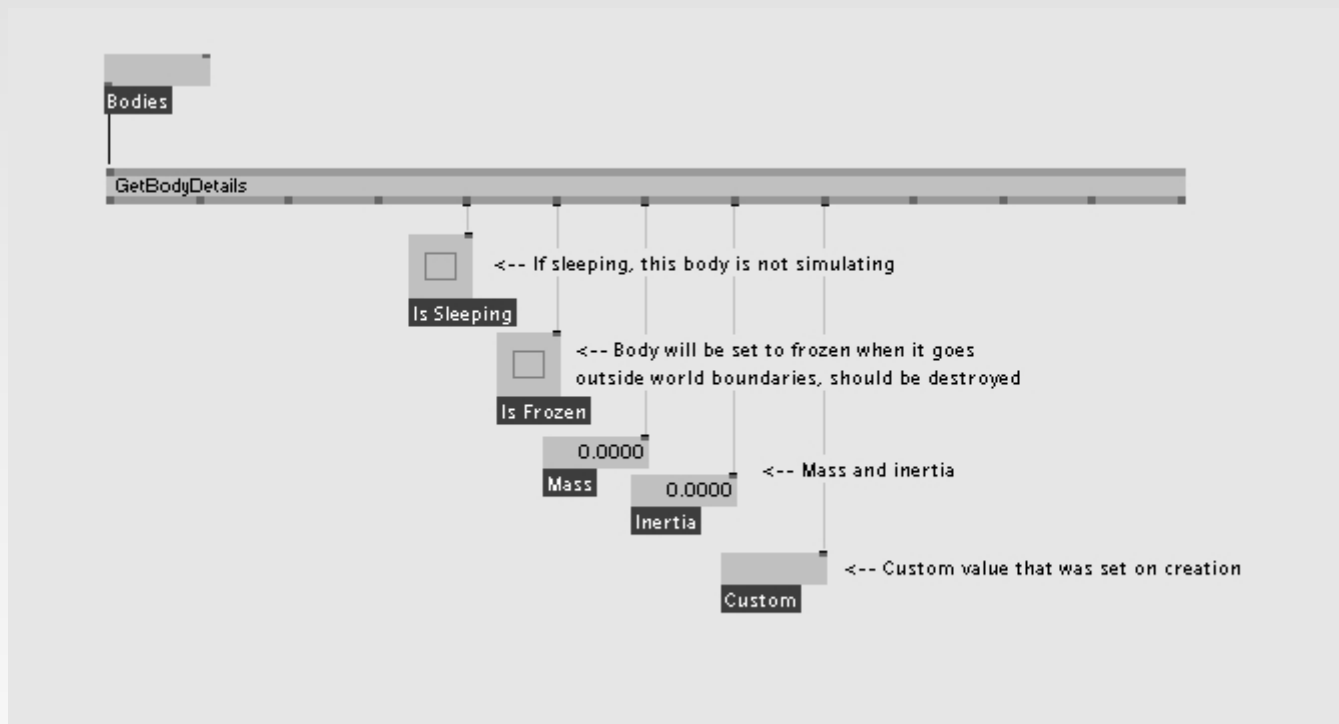 Bodies
GetBodyDetails
<-- If sleeping, this body is not simulating
Is Sleeping
<-- Body will be set to frozen when it goes
outside world boundaries, should be destroyed
Is Frozen
0.0000
Mass
<-- Mass and inertia
0.0000
Inertia
<-- Custom value that was set on creation
Custom